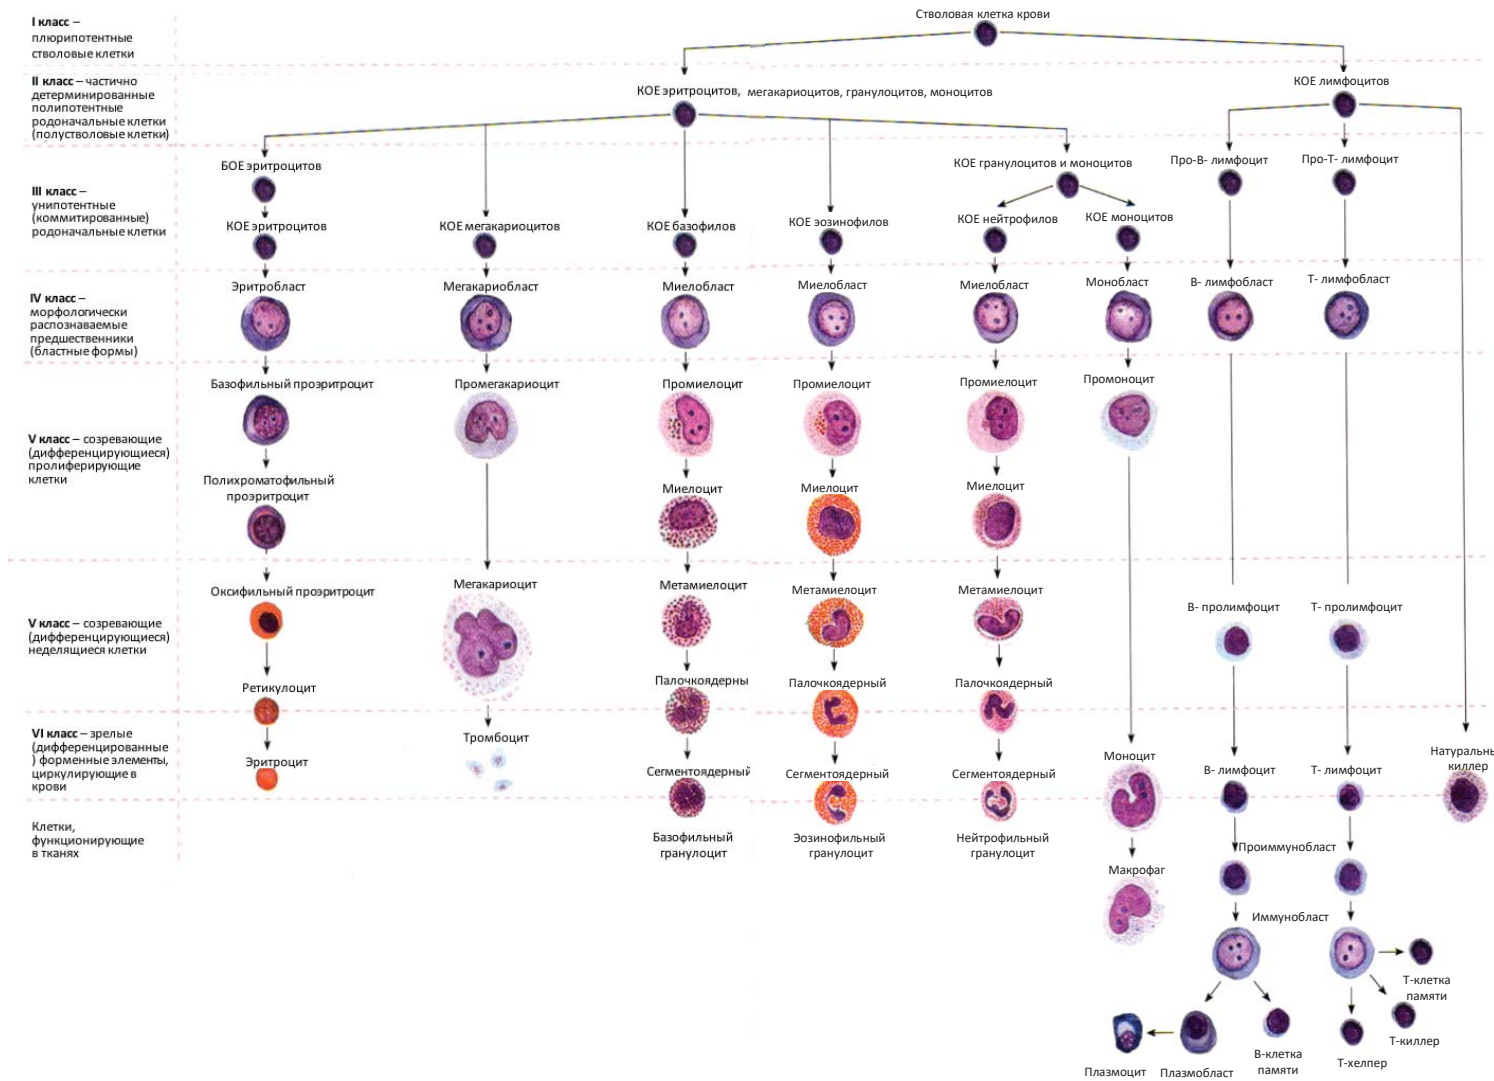 Стволовая клетка крови
I класс –
плюрипотентные
стволовые клетки
II класс – частично
детерминированные
полипотентные
родоначальные клетки
(полустволовые клетки)
КОЕ эритроцитов, мегакариоцитов, гранулоцитов, моноцитов
КОЕ лимфоцитов
III класс –
унипотентные
(коммитированные)
родоначальные клетки
БОЕ эритроцитов
КОЕ гранулоцитов и моноцитов
Про-В- лимфоцит
Про-Т- лимфоцит
КОЕ эритроцитов
КОЕ мегакариоцитов
КОЕ базофилов
КОЕ эозинофилов
КОЕ нейтрофилов
КОЕ моноцитов
IV класс –
морфологически
распознаваемые
предшественники
(бластные формы)
Эритробласт
Мегакариобласт
Миелобласт
Миелобласт
Миелобласт
Монобласт
В- лимфобласт
Т- лимфобласт
V класс – созревающие
(дифференцирующиеся)
пролиферирующие
клетки
Базофильный проэритроцит
Промегакариоцит
Промиелоцит
Промиелоцит
Промиелоцит
Промоноцит
Полихроматофильный
проэритроцит
Миелоцит
Миелоцит
Миелоцит
V класс – созревающие
(дифференцирующиеся)
неделящиеся клетки
Оксифильный проэритроцит
Мегакариоцит
Метамиелоцит
Метамиелоцит
Метамиелоцит
В- пролимфоцит
Т- пролимфоцит
Ретикулоцит
Палочкоядерны
Палочкоядерный
Палочкоядерный
VI класс – зрелые
(дифференцированные
) форменные элементы,
циркулирующие в
крови
Эритроцит
Тромбоцит
Сегментоядерный
Сегментоядерный
Сегментоядерный
Моноцит
В- лимфоцит
Т- лимфоцит
Натуральнь
киллер
Клетки,
функционирующие
в тканях
Базофильный
гранулоцит
Эозинофильный
гранулоцит
Нейтрофильный
гранулоцит
Макрофаг
Проиммунобласт
Иммунобласт
Т-клетка
памяти
Т-киллер
Т-хелпер
В-клетка
памяти
Плазмобласт
Плазмоцит